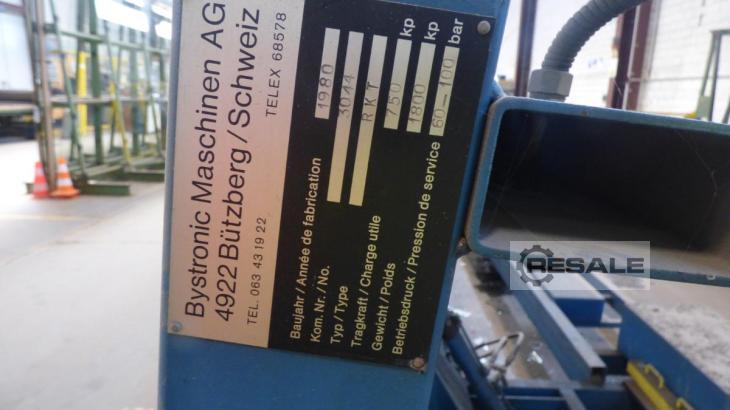 Bystronic Maschinen AG
4922 Bützberg/Schweiz
TEL. 063 43 19 22 TELEX 68578
Baujahr/Année de fabrication 1980
Kom. Nr./No. 3044
Typ/Type RKT
Tragkraft/Charge utile 750 kp
Gewicht/Poids 1800 kp
Betriebsdruck/Pression de service 60-100 bar
RESALE